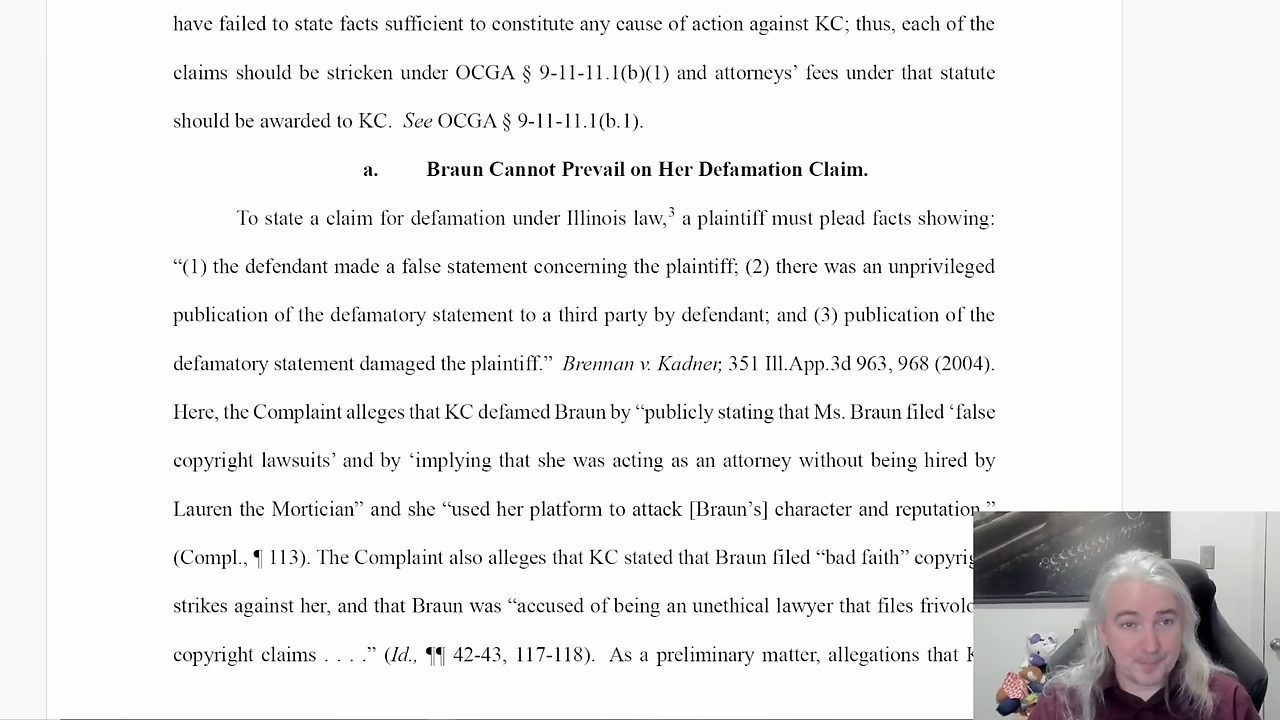 have failed to state facts sufficient to constitute any cause of action against KC; thus, each of the
claims should be stricken under OCGA § 9-11-11.1(b)(1) and attorneys’ fees under that statute
should be awarded to KC. See OCGA § 9-11-11.1(b.1).
a. Braun Cannot Prevail on Her Defamation Claim.
To state a claim for defamation under Illinois law,3 a plaintiff must plead facts showing:
“(1) the defendant made a false statement concerning the plaintiff; (2) there was an unprivileged
publication of the defamatory statement to a third party by defendant; and (3) publication of the
defamatory statement damaged the plaintiff.” Brennan v. Kadner, 351 Ill.App.3d 963, 968 (2004).
Here, the Complaint alleges that KC defamed Braun by “publicly stating that Ms. Braun filed ‘false
copyright lawsuits’ and by ‘implying that she was acting as an attorney without being hired by
Lauren the Mortician” and she “used her platform to attack [Braun’s] character and reputation.”
(Compl., ¶ 113). The Complaint also alleges that KC stated that Braun filed “bad faith”
strikes against her, and that Braun was “accused of being an unethical lawyer that files
copyright claims . . . .” (Id., ¶¶ 42-43, 117-118). As a preliminary matter, allegations that